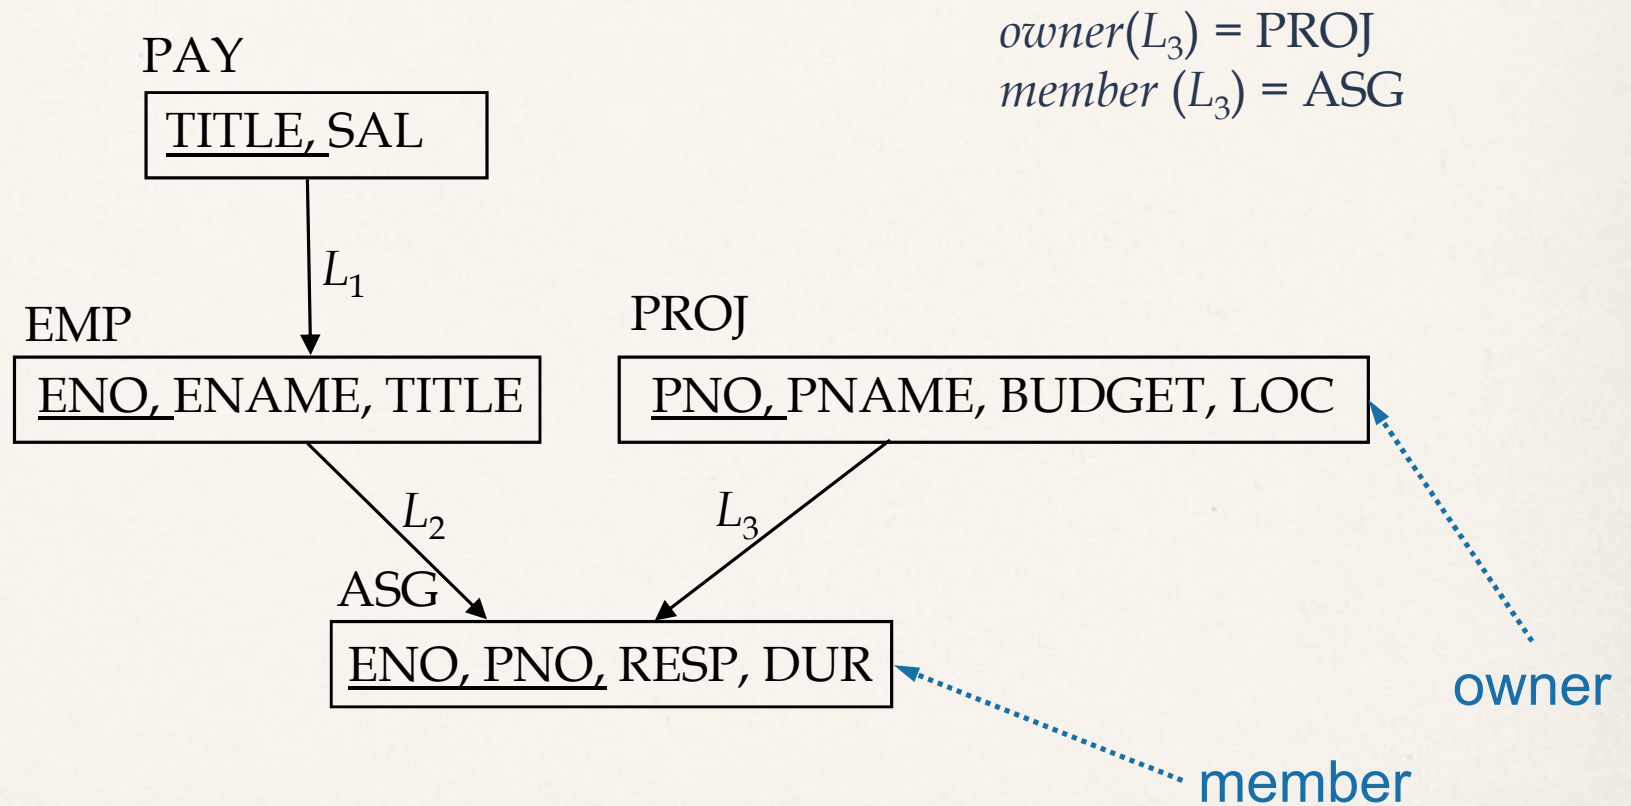 owner(L₃) = PROJ
member (L₃) = ASG
PAY
TITLE, SAL
L₁
EMP
ENO, ENAME, TITLE
PROJ
PNO, PNAME, BUDGET, LOC
L₂
L₃
ASG
ENO, PNO, RESP, DUR
owner
member